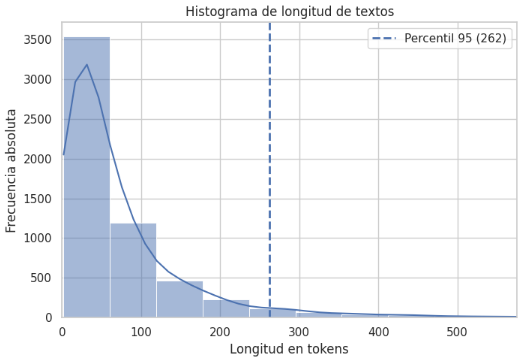 Histograma de longitud de textos
Percentil 95 (262)
Frecuencia absoluta
3500
3000
2500
2000
1500
1000
500
0
0 100 200 300 400 500
Longitud en tokens